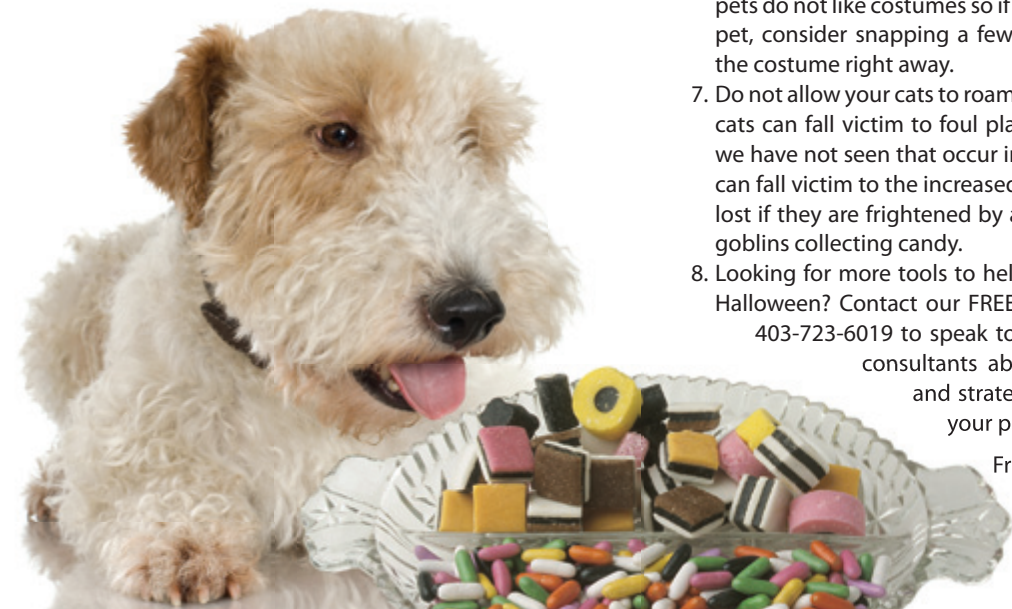 pets do not like costumes so if
pet, consider snapping a few
the costume right away.
7. Do not allow your cats to roam
cats can fall victim to foul pla
we have not seen that occur i
can fall victim to the increased
lost if they are frightened by a
goblins collecting candy.
8. Looking for more tools to hel
Halloween? Contact our FREE
403-723-6019 to speak to
consultants ab
and strate
your p
Fr